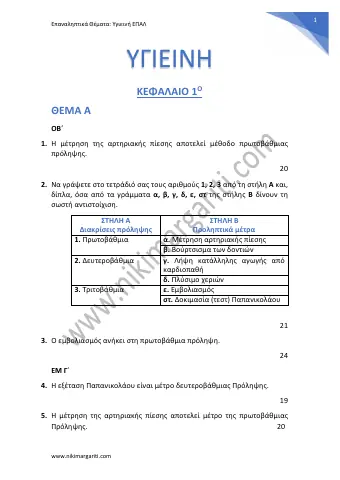 Επαναληπτικά Θέματα: Υγιεινή ΕΠΑΛ
1
ΥΓΙΕΙΝΗ
ΚΕΦΑΛΑΙΟ 1Ο
ΘΕΜΑ Α
ΟΒ΄
1. Η μέτρηση της αρτηριακής πίεσης αποτελεί μέθοδο πρωτοβάθμιας
πρόληψης.
20
2. Να γράψετε στο τετράδιό σας τους αριθμούς 1, 2, 3 από τη στήλη Α και,
δίπλα, όσα από τα γράμματα α, β, γ, δ, ε, στ της στήλης Β δίνουν τη
σωστή αντιστοίχιση.
ΣΤΗΛΗ Α
Διακρίσεις πρόληψης
ΣΤΗΛΗ Β
Προληπτικά μέτρα
1. Πρωτοβάθμια
α. Μέτρηση αρτηριακής πίεσης
β. Βούρτσισμα των δοντιών
2. Δευτεροβάθμια
γ. Λήψη κατάλληλης αγωγής από
καρδιοπαθή
δ. Πλύσιμο χεριών
3. Τριτοβάθμια
ε. Εμβολιασμός
στ. Δοκιμασία (τεστ) Παπανικολάου
21
3. Ο εμβολιασμός ανήκει στη πρωτοβάθμια πρόληψη.
24
ΕΜ Γ΄
4. Η εξέταση Παπανικολάου είναι μέτρο δευτεροβάθμιας Πρόληψης.
19
5. Η μέτρηση της αρτηριακής πίεσης αποτελεί μέτρο της πρωτοβάθμιας
Πρόληψης. 20
www.nikimargariti.com
www.nikimargariti.com